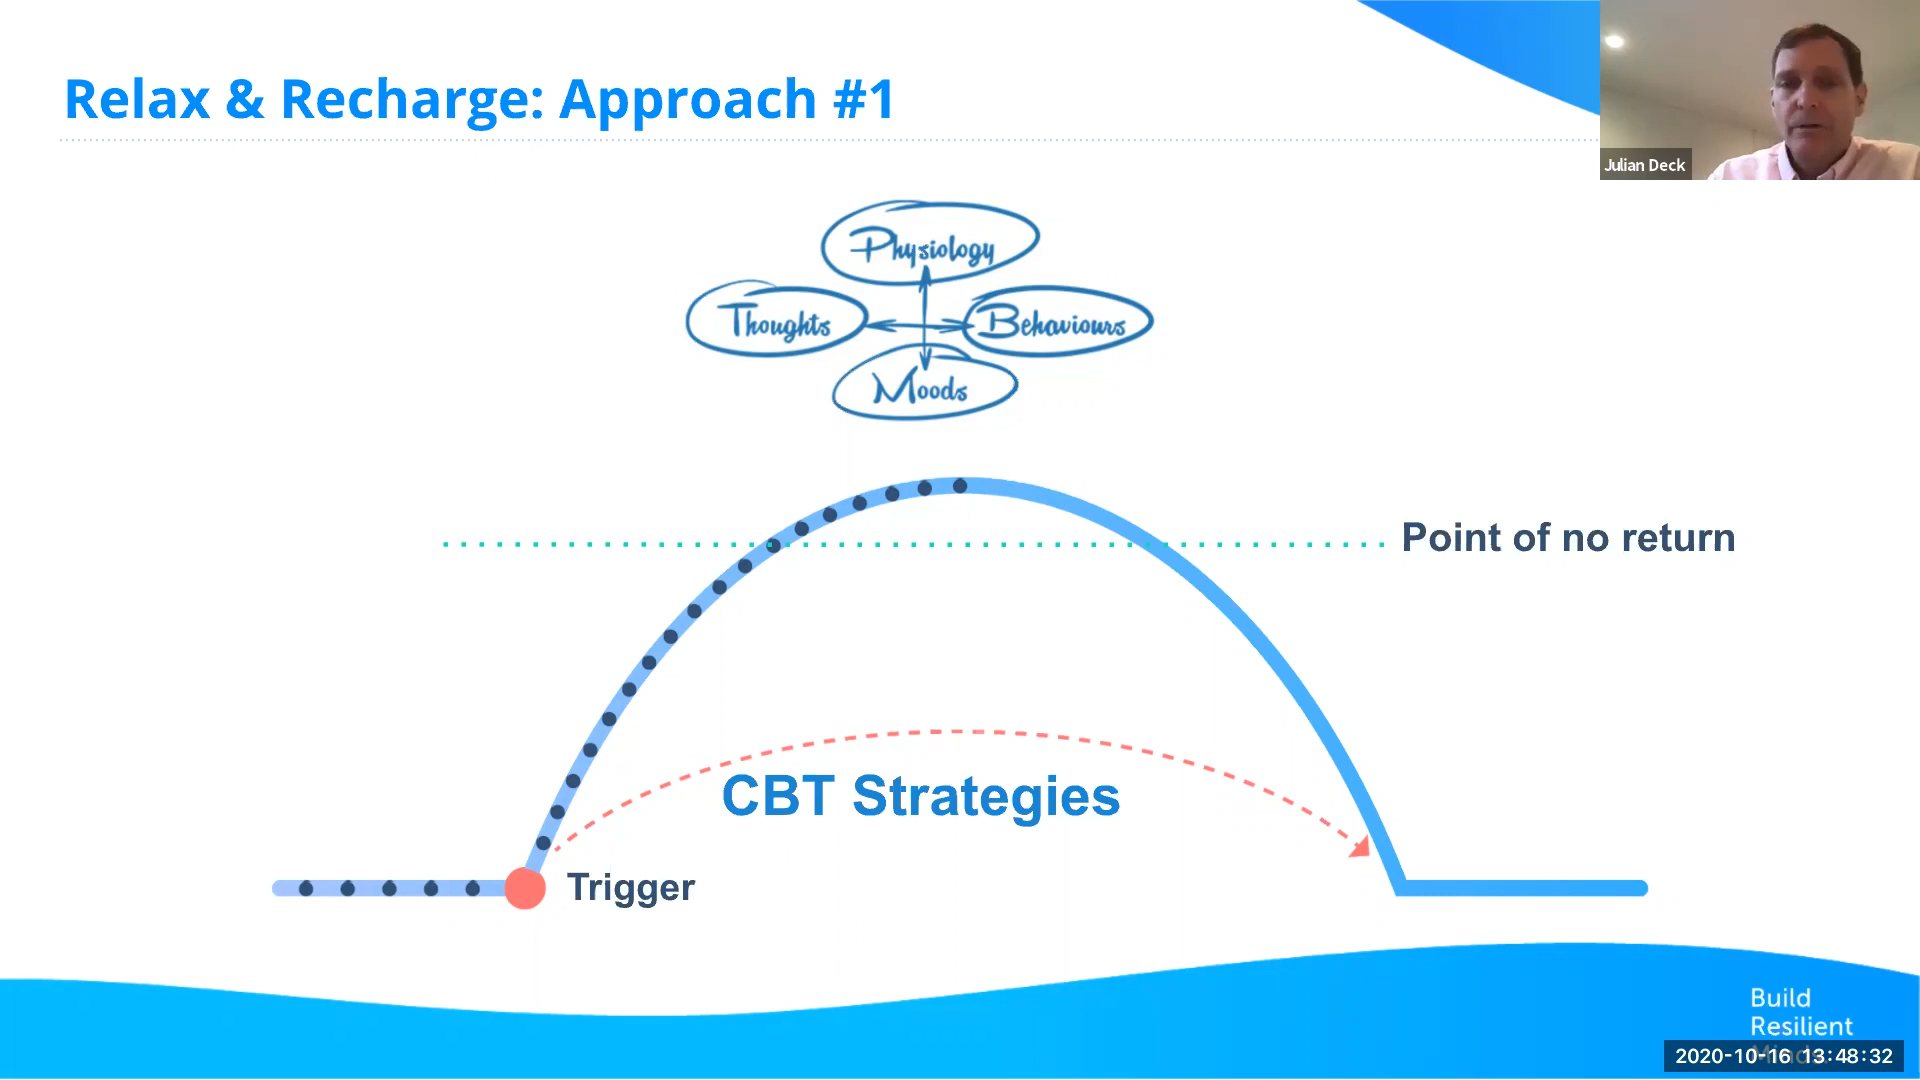 Relax & Recharge: Approach #1
Julian Deck
Physiology
Thoughts
Behaviours
Moods
Point of no return
CBT Strategies
Trigger
Build
Resilient
2020-10-16 13:48:32